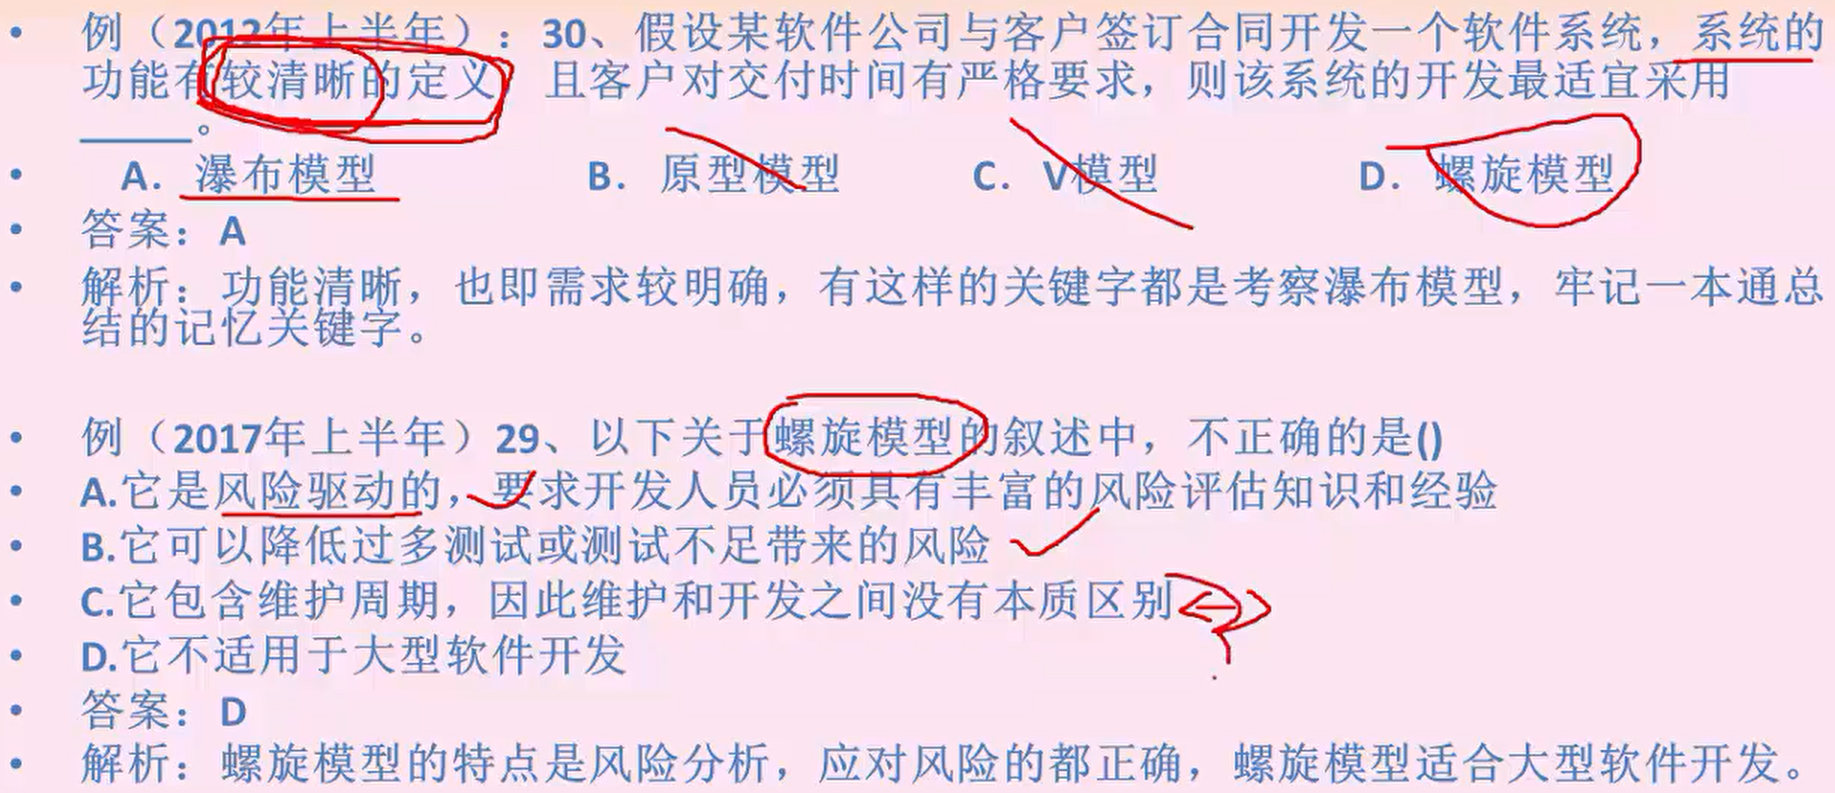 • 例（2012年上半年）：30、假设某软件公司与客户签订合同开发一个软件系统，系统的
功能有较清晰的定义，且客户对交付时间有严格要求，则该系统的开发最适宜采用
_____。
• A．瀑布模型 B．原型模型 C．V模型 D．螺旋模型
• 答案：A
• 解析：功能清晰，也即需求较明确，有这样的关键字都是考察瀑布模型，牢记一本通总
结的记忆关键字。
• 例（2017年上半年）29、以下关于螺旋模型的叙述中，不正确的是()
• A.它是风险驱动的，要求开发人员必须具有丰富的风险评估知识和经验
• B.它可以降低过多测试或测试不足带来的风险
• C.它包含维护周期，因此维护和开发之间没有本质区别
• D.它不适用于大型软件开发
• 答案：D
• 解析：螺旋模型的特点是风险分析，应对风险的都正确，螺旋模型适合大型软件开发。